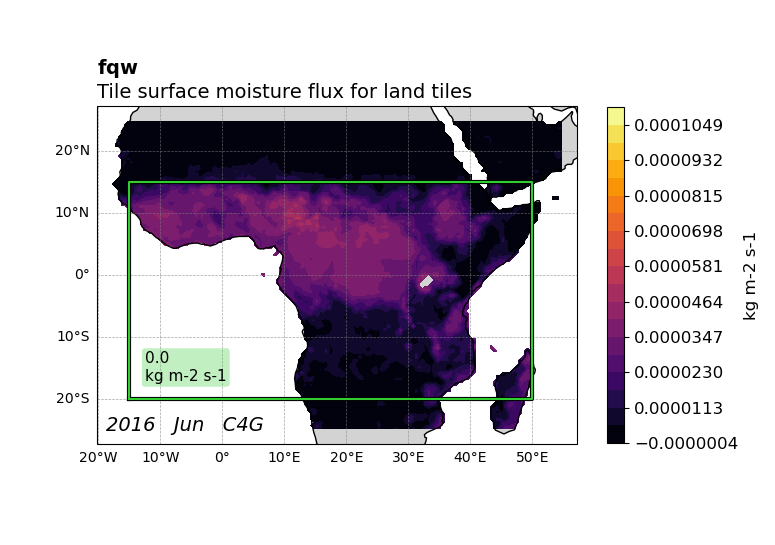 fqw
Tile surface moisture flux for land tiles
20°N
10°N
0°
10°S
20°S
0.0
kg m-2 s-1
2016 Jun C4G
20°W 10°W 0° 10°E 20°E 30°E 40°E 50°E
0.0001049
0.0000932
0.0000815
0.0000698
0.0000581
0.0000464
0.0000347
0.0000230
0.0000113
−0.0000004
kg m-2 s-1